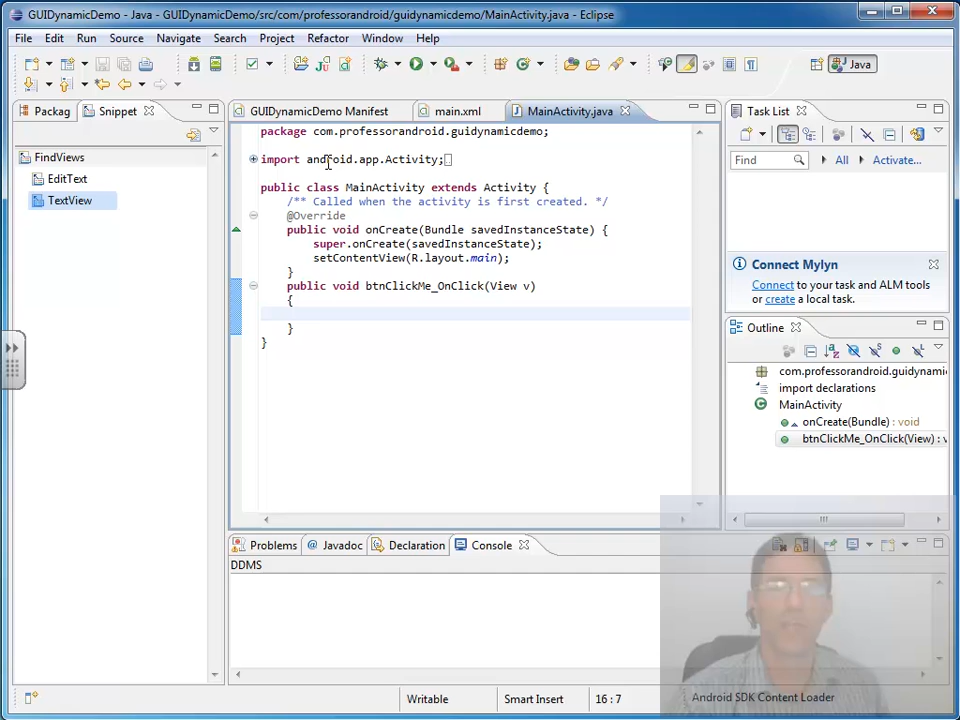 GUIDynamicDemo - Java - GUIDynamicDemo/src/com/professorandroid/guidynamicdemo/MainActivity.java - Eclipse
File Edit Run Source Navigate Search Project Refactor Window Help
Java
Packag Snippet
GUIDynamicDemo Manifest main.xml MainActivity.java
Task List
FindViews
EditText
TextView
package com.professorandroid.guidynamicdemo;
import android.app.Activity;
public class MainActivity extends Activity {
/** Called when the activity is first created. */
@Override
public void onCreate(Bundle savedInstanceState) {
super.onCreate(savedInstanceState);
setContentView(R.layout.main);
}
public void btnClickMe_OnClick(View v)
{
}
}
Find All Activate...
Connect Mylyn
Connect to your task and ALM tools
or create a local task.
Outline
com.professorandroid.guidynami
import declarations
MainActivity
onCreate(Bundle) : void
btnClickMe_OnClick(View) : v
Problems Javadoc Declaration Console
DDMS
Writable Smart Insert 16 : 7 Android SDK Content Loader